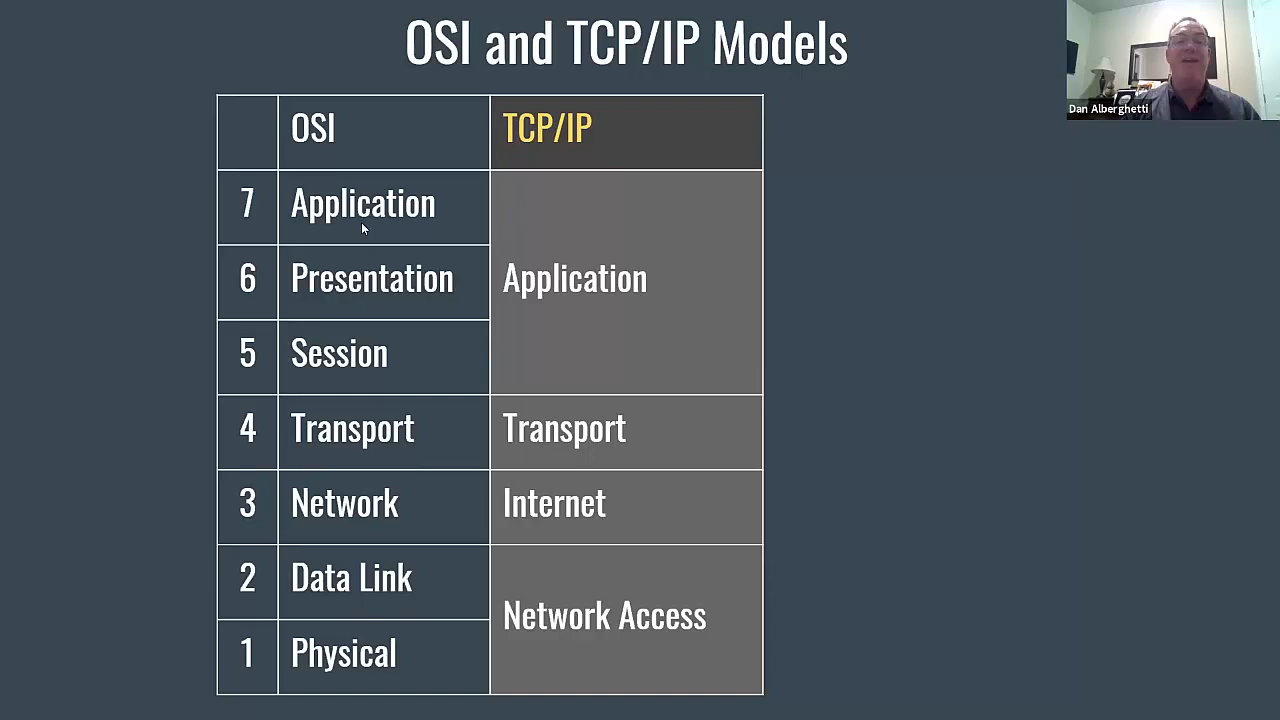 OSI and TCP/IP Models
Dan Alberghetti
OSI TCP/IP
7 Application
6 Presentation Application
5 Session
4 Transport Transport
3 Network Internet
2 Data Link
Network Access
1 Physical